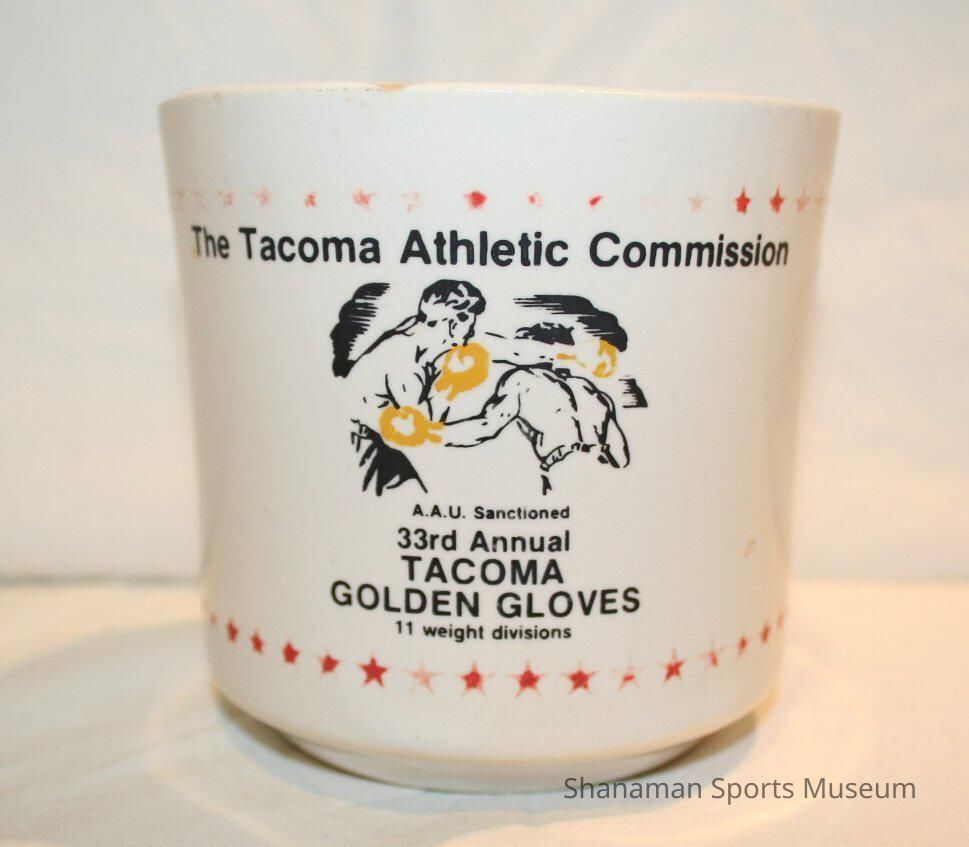 The Tacoma Athletic Commission
A.A.U. Sanctioned
33rd Annual
TACOMA
GOLDEN GLOVES
11 weight divisions
Shanaman Sports Museum